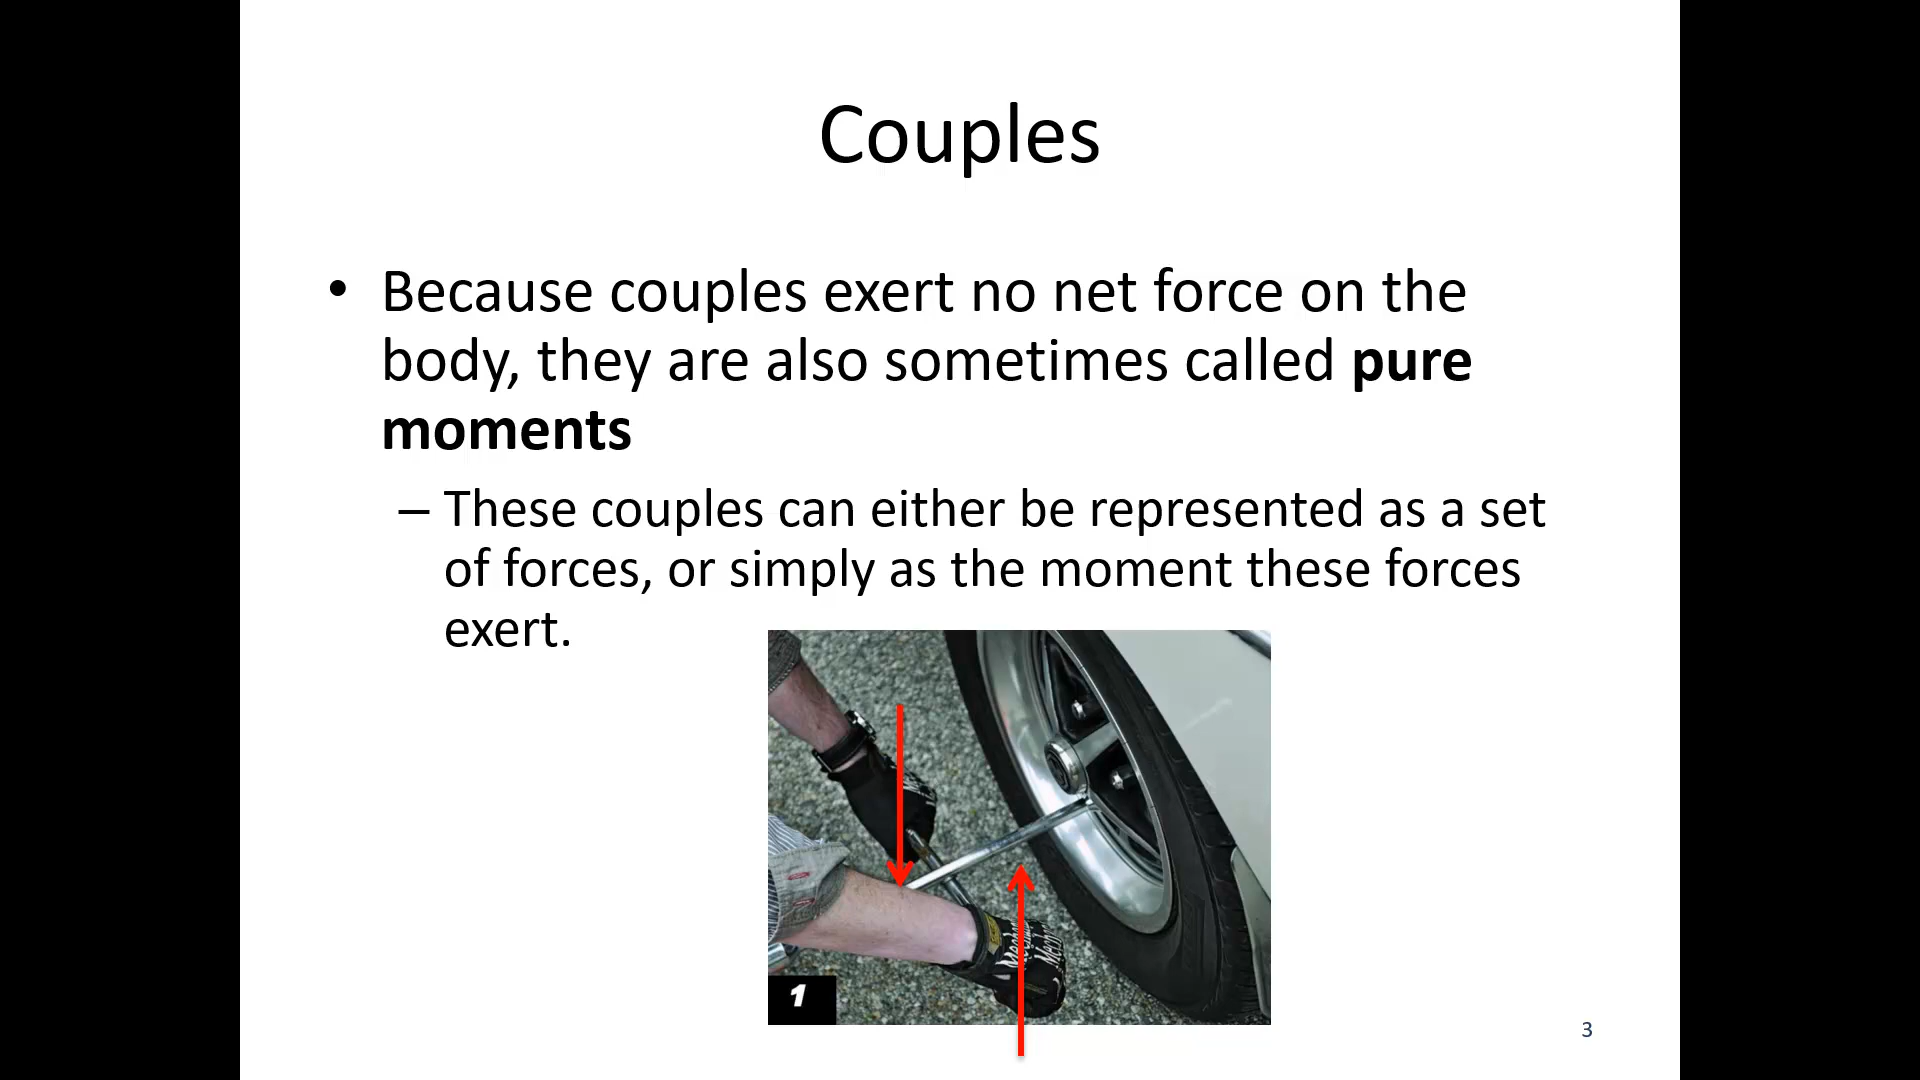 Couples
• Because couples exert no net force on the
body, they are also sometimes called pure
moments
– These couples can either be represented as a set
of forces, or simply as the moment these forces
exert.
1
3